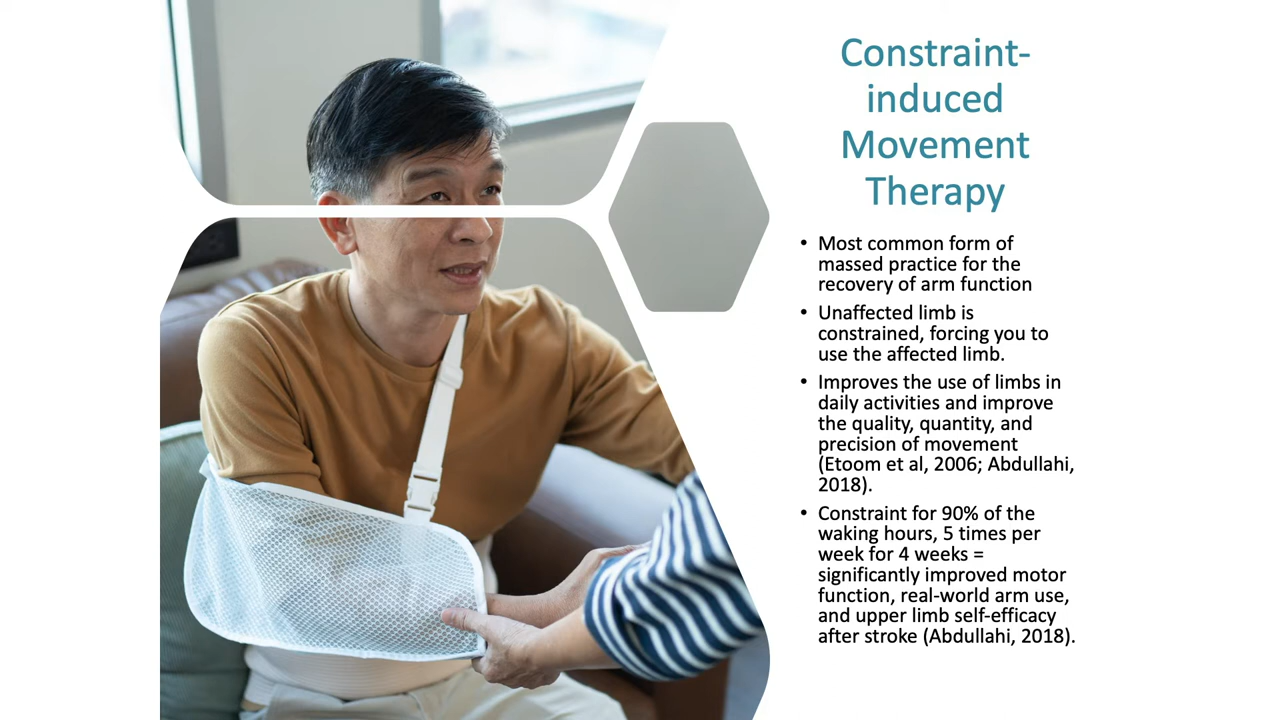 Constraint-
induced
Movement
Therapy
• Most common form of
massed practice for the
recovery of arm function
• Unaffected limb is
constrained, forcing you to
use the affected limb.
• Improves the use of limbs in
daily activities and improve
the quality, quantity, and
precision of movement
(Etoom et al, 2006; Abdullahi,
2018).
• Constraint for 90% of the
waking hours, 5 times per
week for 4 weeks =
significantly improved motor
function, real-world arm use,
and upper limb self-efficacy
after stroke (Abdullahi, 2018).